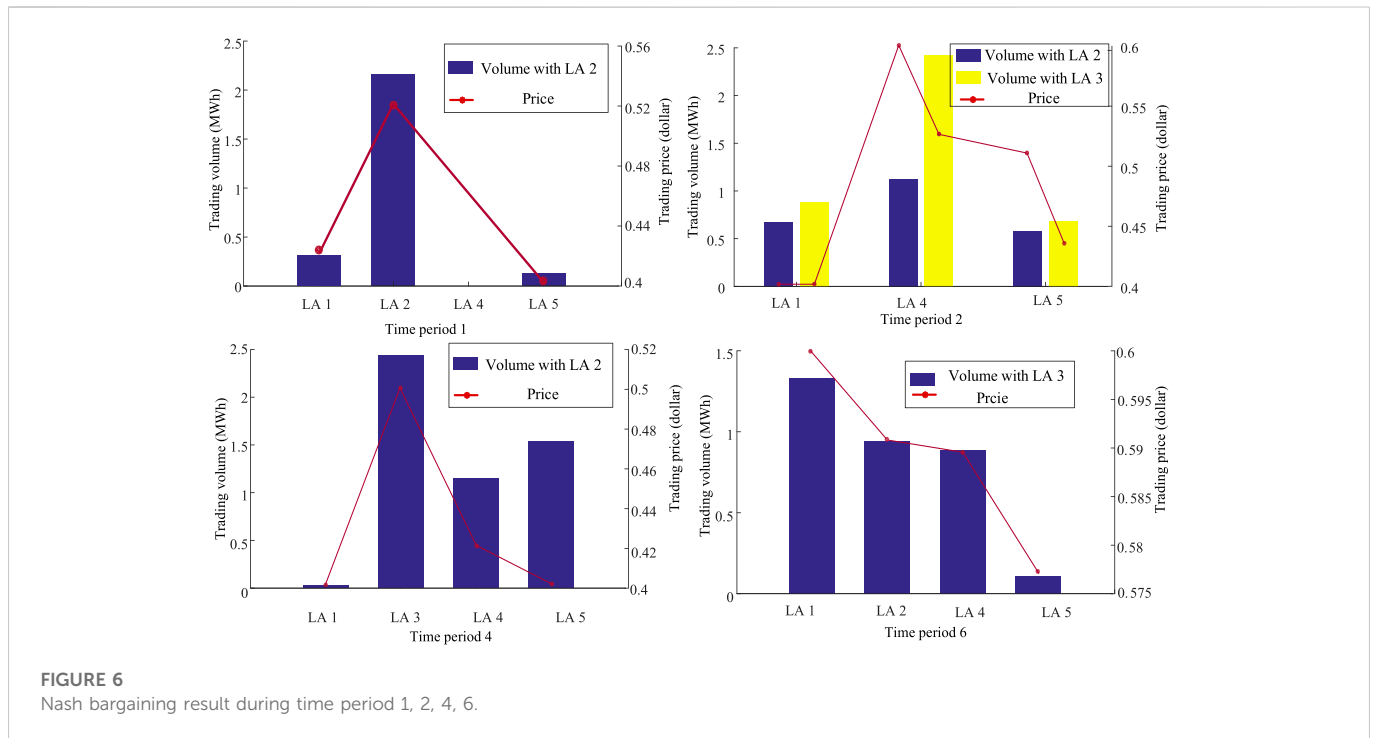 2.5
2
1.5
1
0.5
0
Trading volume (MWh)
Volume with LA 2
Price
0.56
0.52
0.48
0.44
0.4
Trading price (dollar)
LA 1 LA 2 LA 4 LA 5
Time period 1
2.5
2
1.5
1
0.5
0
Trading volume (MWh)
Volume with LA 2
Volume with LA 3
Price
0.6
0.55
0.5
0.45
0.4
Trading price (dollar)
LA 1 LA 4 LA 5
Time period 2
2.5
2
1.5
1
0.5
0
Trading volume (MWh)
Volume with LA 2
Price
0.52
0.5
0.48
0.46
0.44
0.42
0.4
Trading price (dollar)
LA 1 LA 3 LA 4 LA 5
Time period 4
1.5
1
0.5
0
Trading volume (MWh)
Volume with LA 3
Prcie
0.6
0.595
0.59
0.585
0.58
0.575
Trading price (dollar)
LA 1 LA 2 LA 4 LA 5
Time period 6
FIGURE 6
Nash bargaining result during time period 1, 2, 4, 6.